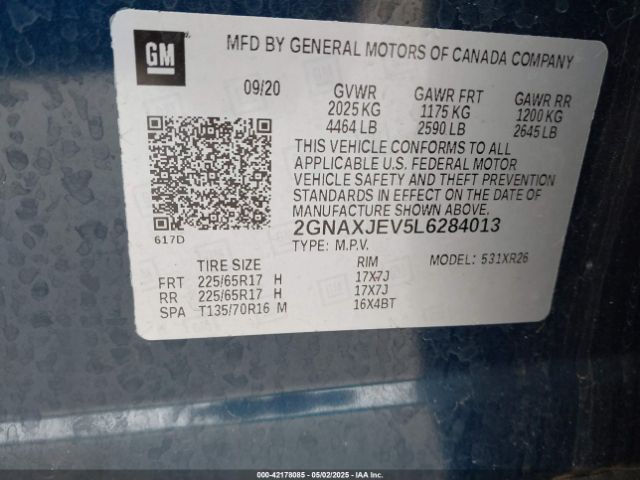 GM
MFD BY GENERAL MOTORS OF CANADA COMPANY
09/20 GVWR GAWR FRT GAWR RR
2025 KG 1175 KG 1200 KG
4464 LB 2590 LB 2645 LB
THIS VEHICLE CONFORMS TO ALL
APPLICABLE U.S. FEDERAL MOTOR
VEHICLE SAFETY AND THEFT PREVENTION
STANDARDS IN EFFECT ON THE DATE OF
MANUFACTURE SHOWN ABOVE.
617D
2GNAXJEV5L6284013
TYPE: M.P.V. MODEL: 531XR26
TIRE SIZE RIM
FRT 225/65R17 H 17X7J
RR 225/65R17 H 17X7J
SPA T135/70R16 M 16X4BT
000-42178085 - 05/02/2025 - IAAI.CA